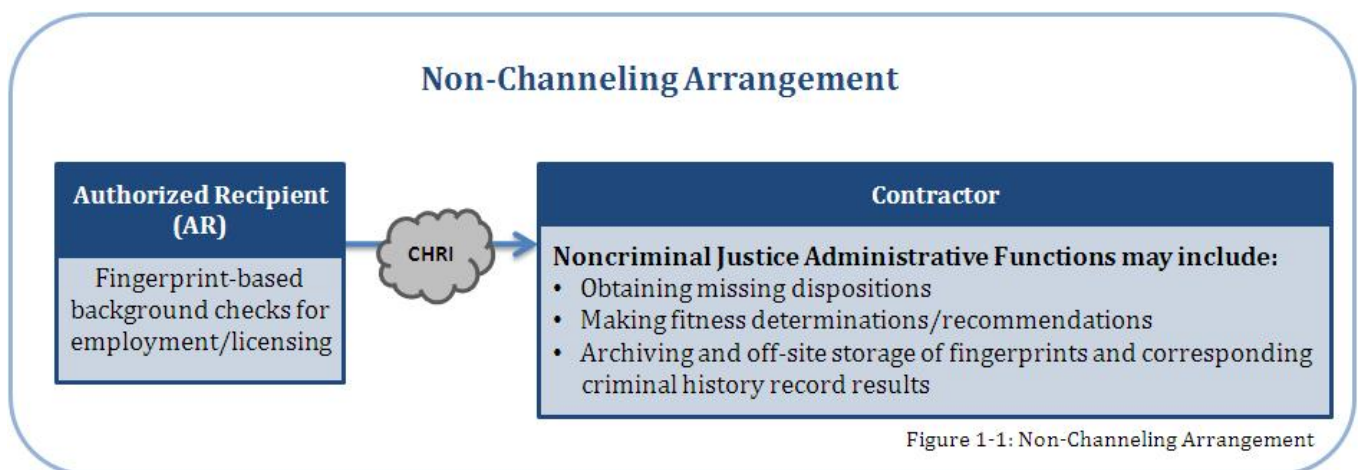 Non-Channeling Arrangement
Authorized Recipient
(AR)
Fingerprint-based
background checks for
employment/licensing
CHRI
Contractor
Noncriminal Justice Administrative Functions may include:
• Obtaining missing dispositions
• Making fitness determinations/recommendations
• Archiving and off-site storage of fingerprints and corresponding
criminal history record results
Figure 1-1: Non-Channeling Arrangement